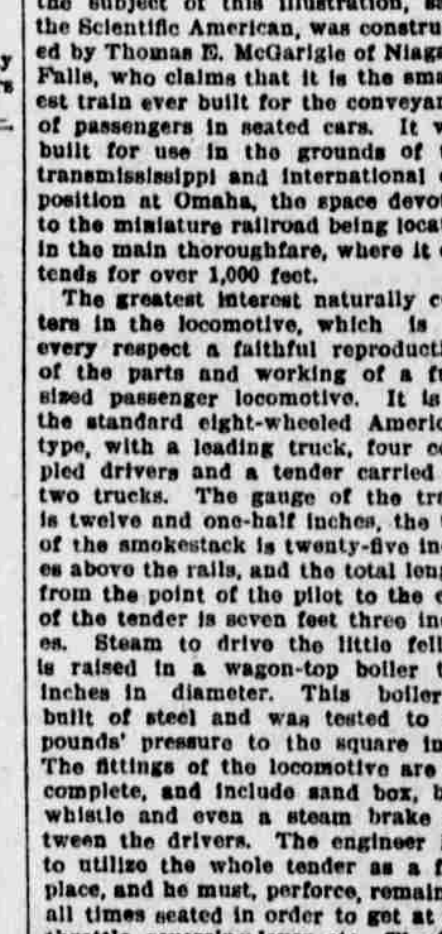 the subject of this illustration, sa
the Scientific American, was constru
ed by Thomas E. McGarigle of Niaga
Falls, who claims that it is the sma
est train ever built for the conveyan
of passengers in seated cars. It w
built for use in the grounds of t
transmississippi and international e
position at Omaha, the space devot
to the miniature railroad being locat
in the main thoroughfare, where it e
tends for over 1,000 feet.
The greatest interest naturally c
ters in the locomotive, which is
every respect a faithful reproducti
of the parts and working of a fu
sized passenger locomotive. It is
the standard eight-wheeled Americ
type, with a leading truck, four co
pled drivers and a tender carried
two trucks. The gauge of the tra
is twelve and one-half inches, the t
of the smokestack is twenty-five in
es above the rails, and the total leng
from the point of the pilot to the e
of the tender is seven feet three inc
es. Steam to drive the little fell
is raised in a wagon-top boiler t
inches in diameter. This boiler
built of steel and was tested to
pounds' pressure to the square in
The fittings of the locomotive are
complete, and include sand box, b
whistle and even a steam brake
tween the drivers. The engineer
to utilize the whole tender as a f
place, and he must, perforce, remain
all times seated in order to get at